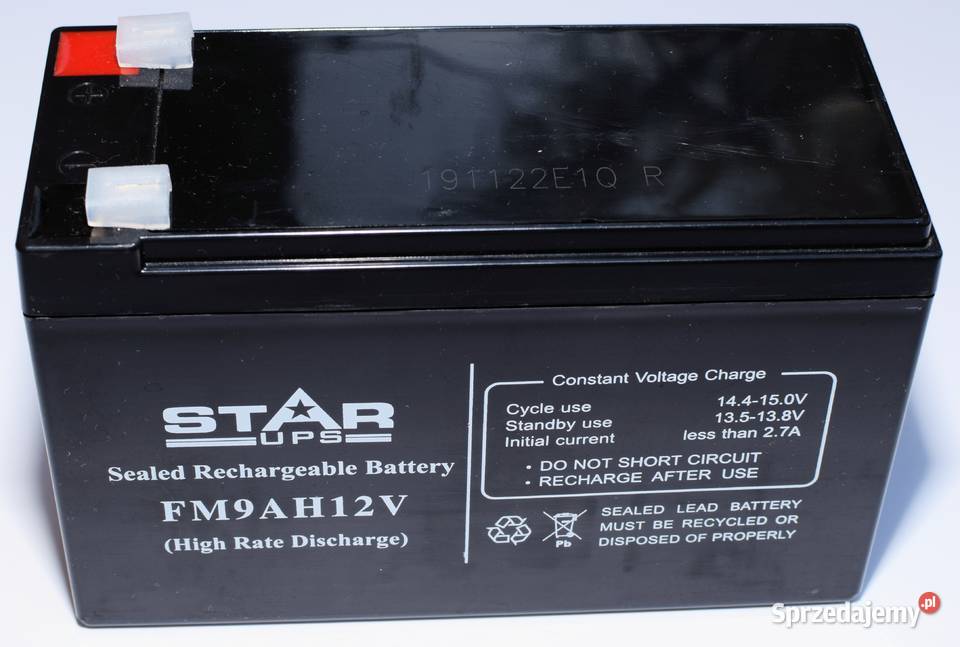 +
-
19T122E1Q R
STAR
UPS
Sealed Rechargeable Battery
FM9AH12V
(High Rate Discharge)
Constant Voltage Charge
Cycle use 14.4-15.0V
Standby use 13.5-13.8V
Initial current less than 2.7A
• DO NOT SHORT CIRCUIT
• RECHARGE AFTER USE
Pb
SEALED LEAD BATTERY
MUST BE RECYCLED OR
DISPOSED OF PROPERLY
Sprzedajemy.pl